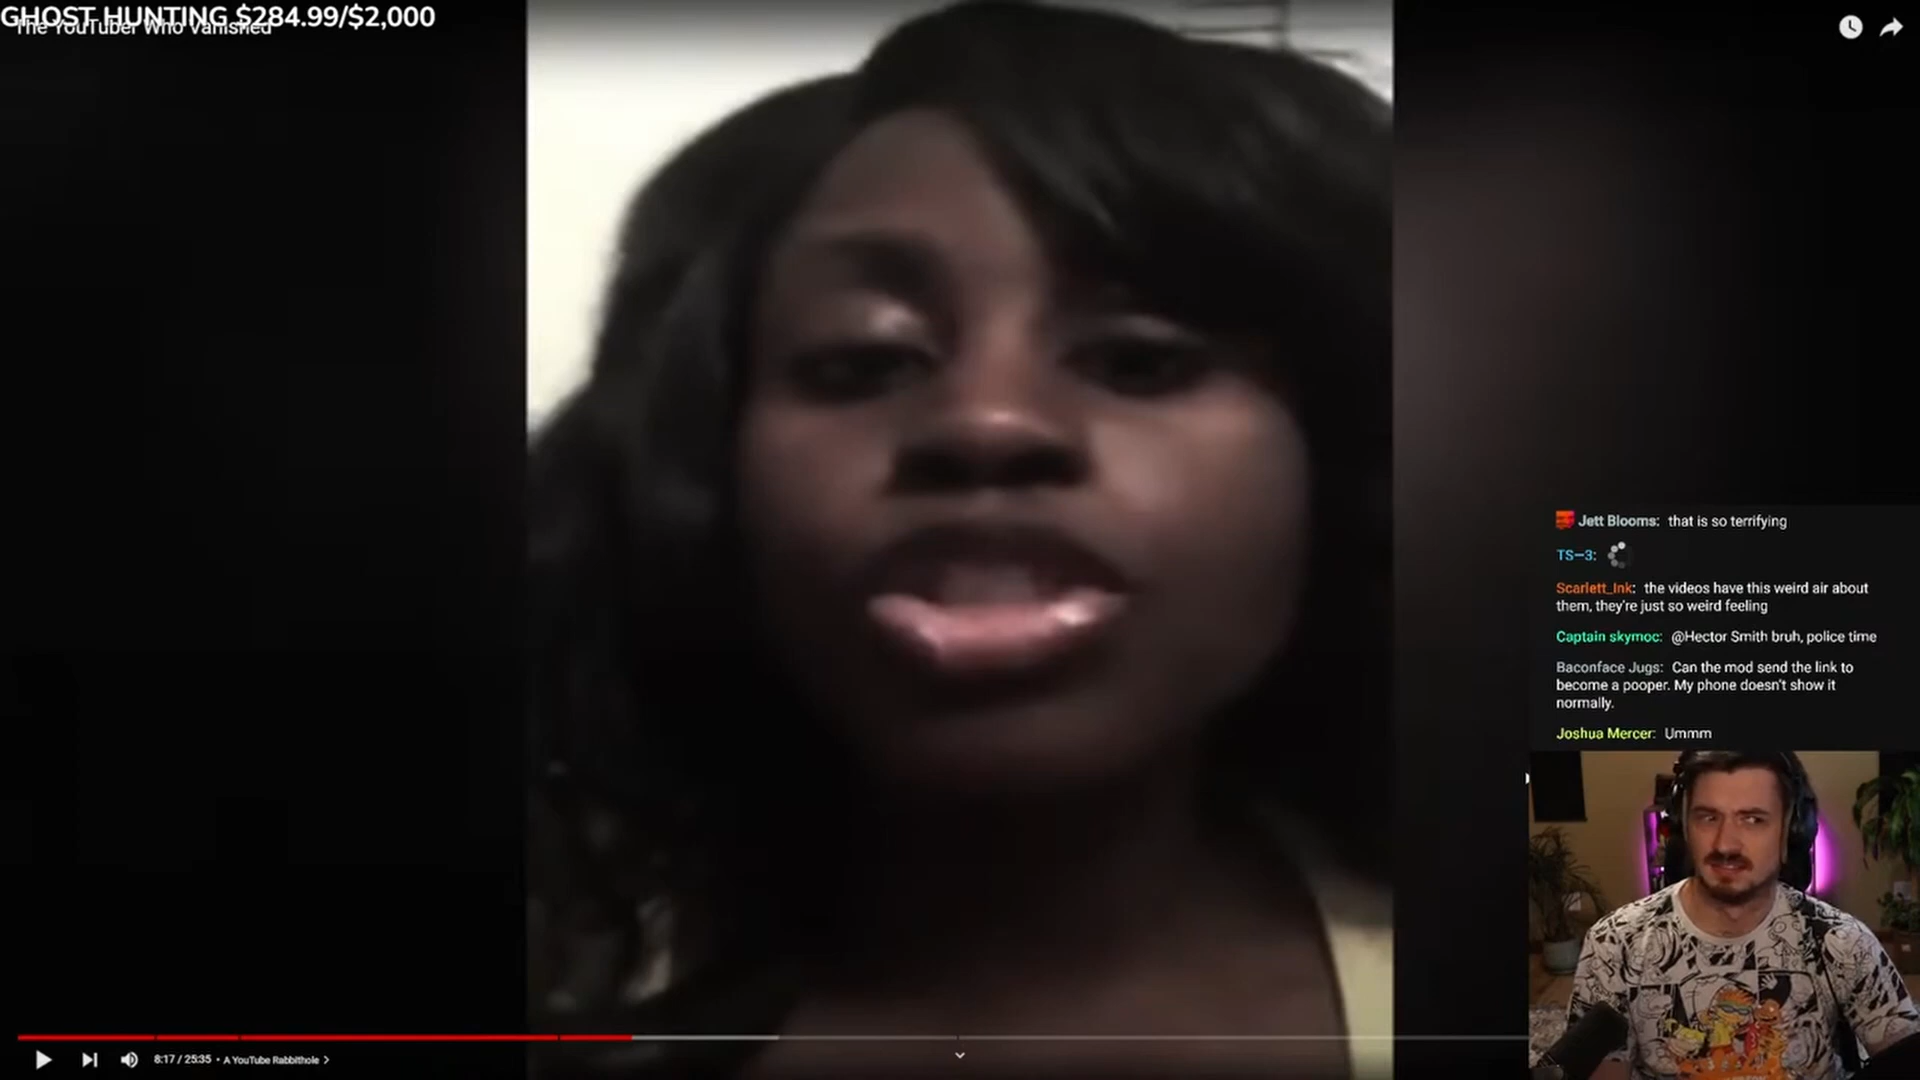 GHOST HUNTING $284.99/$2,000
The YouTuber Who Vanished
Jett Blooms: that is so terrifying
TS—3:
Scarlett_Ink: the videos have this weird air about
them, they're just so weird feeling
Captain skymoc: @Hector Smith bruh, police time
Baconface Jugs: Can the mod send the link to
become a pooper. My phone doesn't show it
normally.
Joshua Mercer: Ummm
8:17 / 25:35 • A YouTube Rabbithole >